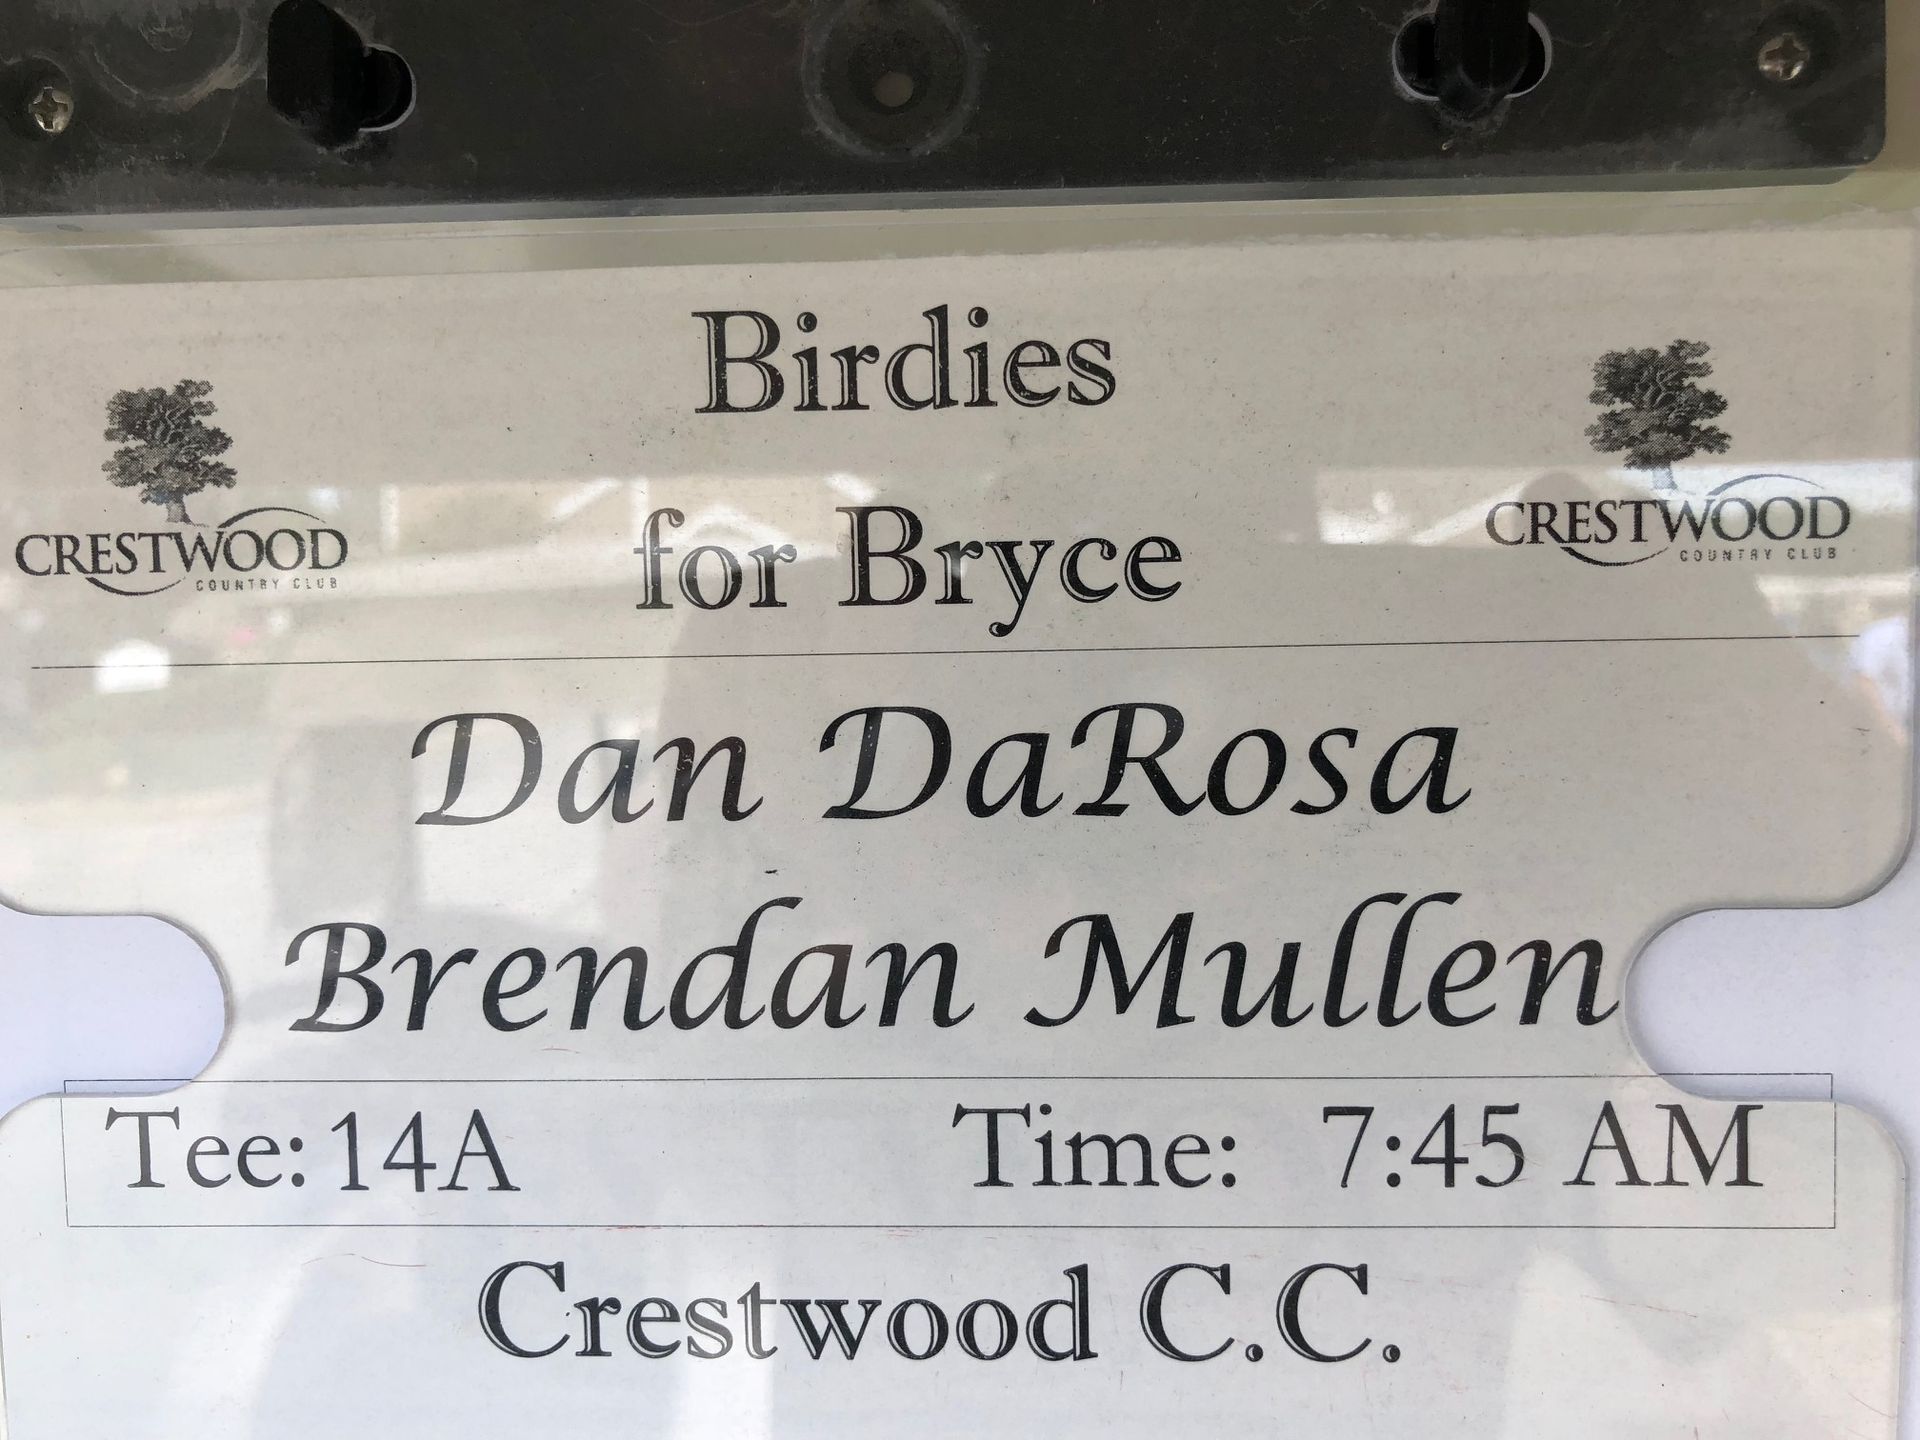 Birdies
for Bryce
CRESTWOOD
COUNTRY CLUB
CRESTWOOD
COUNTRY CLUB
Dan DaRosa
Brendan Mullen
Tee: 14A Time: 7:45 AM
Crestwood C.C.